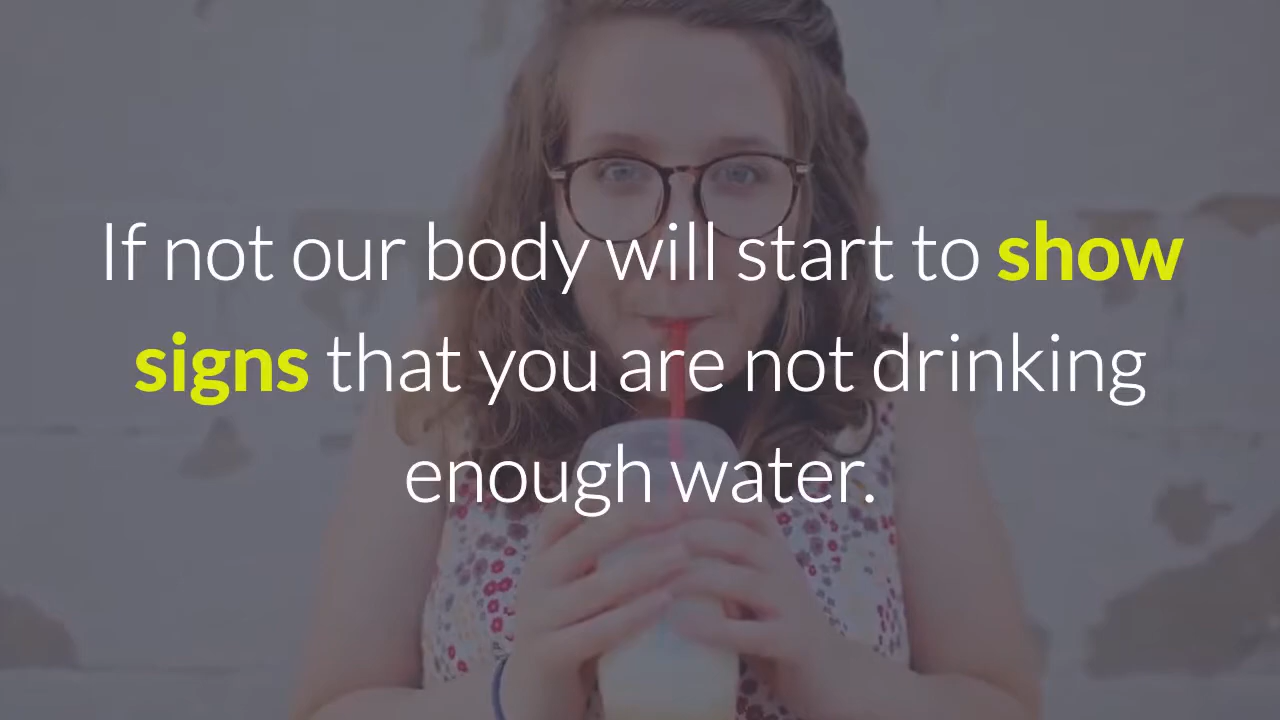 If not our body will start to show
signs that you are not drinking
enough water.